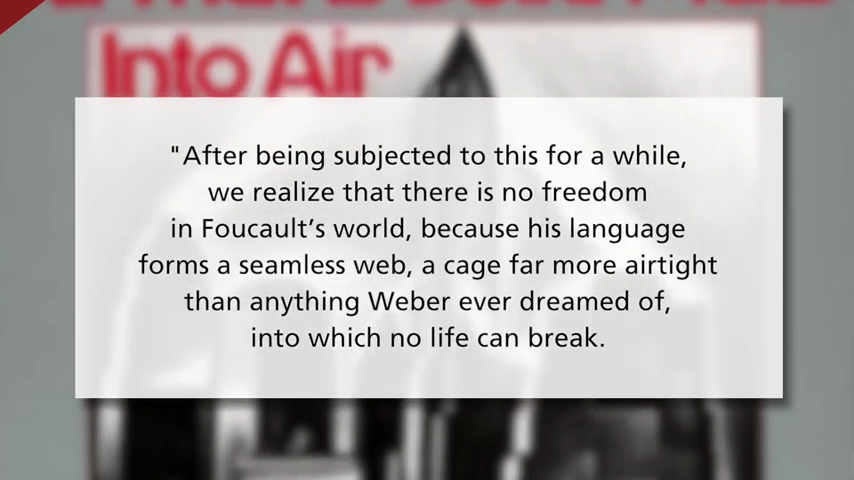 Into Air
"After being subjected to this for a while,
we realize that there is no freedom
in Foucault’s world, because his language
forms a seamless web, a cage far more airtight
than anything Weber ever dreamed of,
into which no life can break.